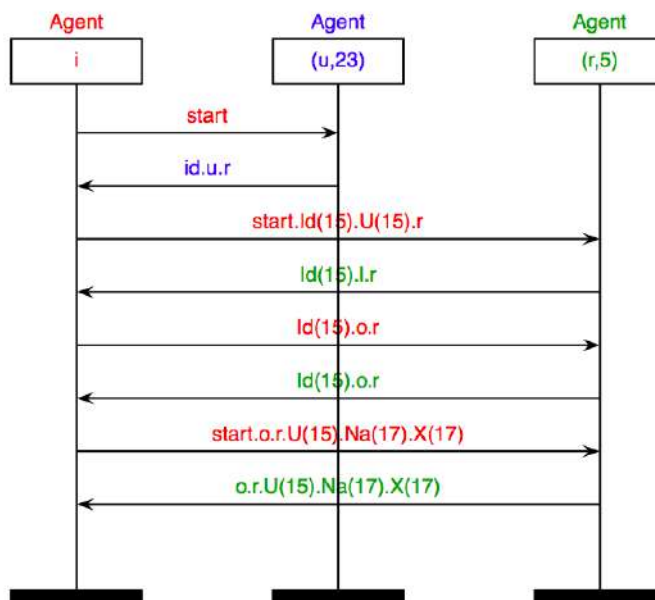 Agent Agent Agent
i (u,23) (r,5)
start
id.u.r
start.Id(15).U(15).r
Id(15).I.r
Id(15).o.r
Id(15).o.r
start.o.r.U(15).Na(17).X(17)
o.r.U(15).Na(17).X(17)